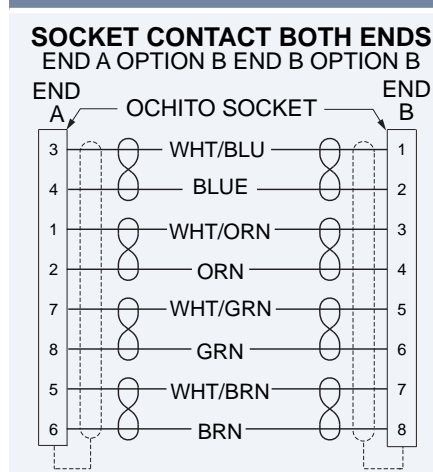 SOCKET CONTACT BOTH ENDS
END A OPTION B END B OPTION B
END A
END B
OCHITO SOCKET
3 WHT/BLU 1
4 BLUE 2
1 WHT/ORN 3
2 ORN 4
7 WHT/GRN 5
8 GRN 6
5 WHT/BRN 7
6 BRN 8